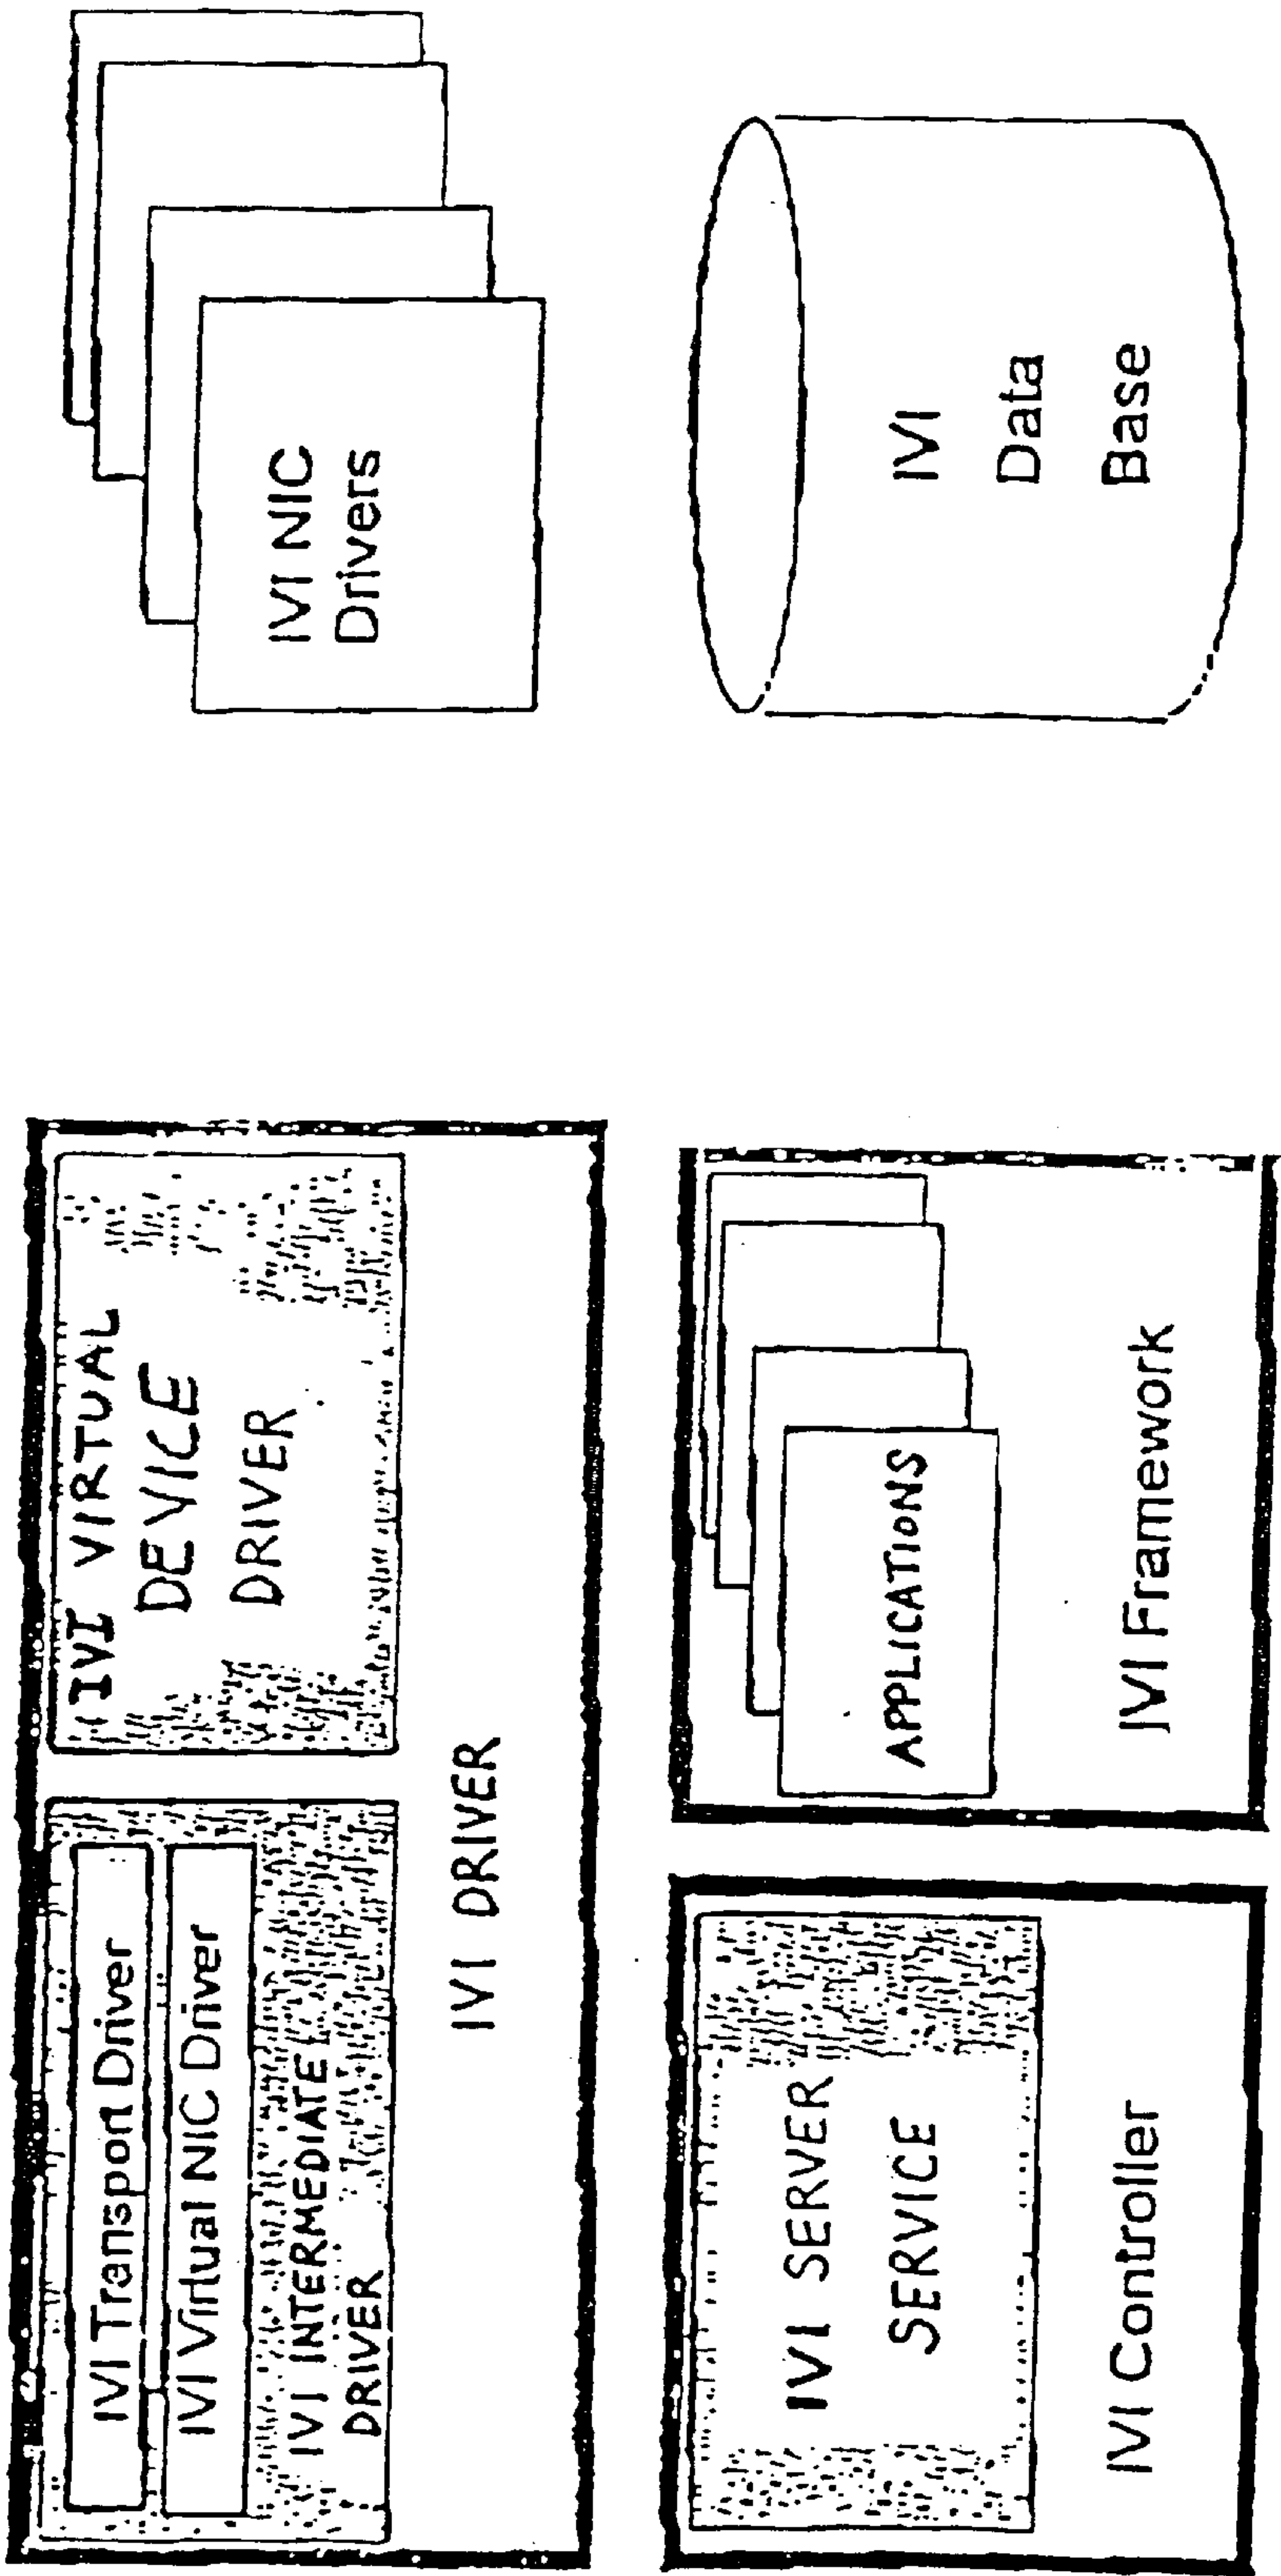 IVI Transport Driver
IVI Virtual NIC Driver
IVI INTERMEDIATE
DRIVER
IVI VIRTUAL
DEVICE
DRIVER
IVI DRIVER
IVI NIC
Drivers
IVI SERVER
SERVICE
IVI Controller
APPLICATIONS
IVI Framework
IVI
Data
Base